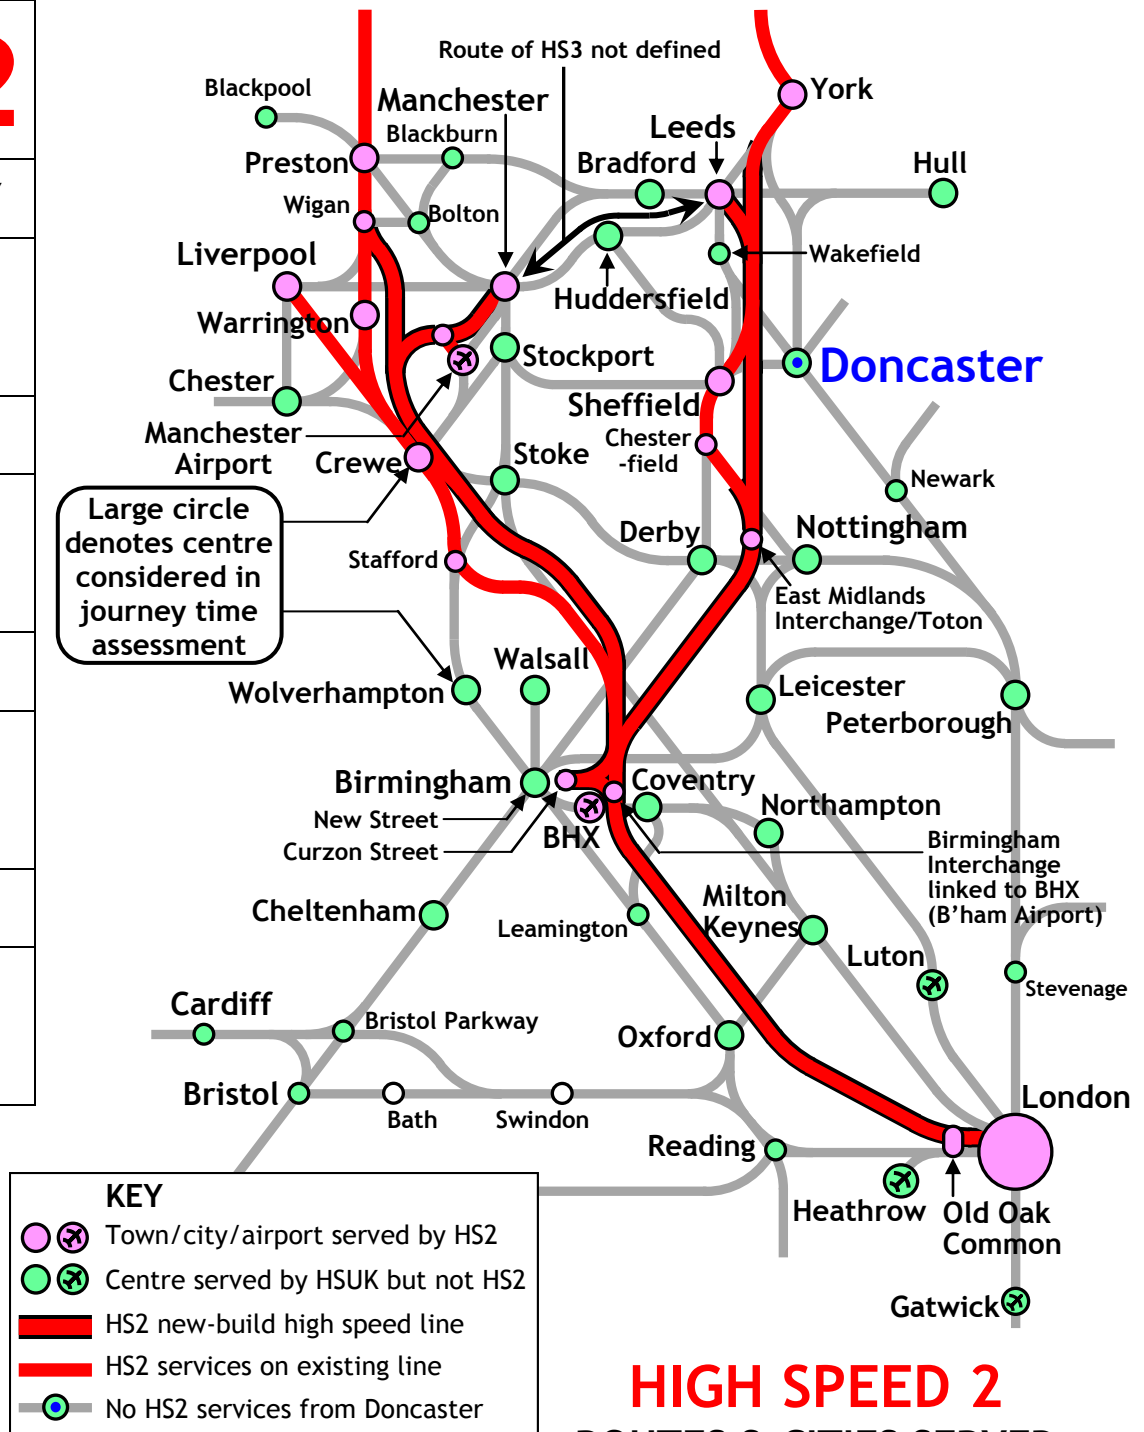 2
Route of HS3 not defined
Blackpool
Manchester
York
Blackburn
Leeds
Preston
Bradford
Hull
Wigan
Bolton
Liverpool
Wakefield
Huddersfield
Warrington
Stockport
Doncaster
Chester
Sheffield
Manchester
Airport
Chester
-field
Crewe
Stoke
Newark
Large circle
denotes centre
considered in
journey time
assessment
Derby
Nottingham
Stafford
East Midlands
Interchange/Toton
Walsall
Wolverhampton
Leicester
Peterborough
Birmingham
Coventry
New Street
Curzon Street
BHX
Northampton
Birmingham
Interchange
linked to BHX
(B'ham Airport)
Cheltenham
Leamington
Milton
Keynes
Luton
Stevenage
Cardiff
Bristol Parkway
Oxford
Bristol
Bath
Swindon
London
Reading
Heathrow
Old Oak
Common
Gatwick
KEY
Town/city/airport served by HS2
Centre served by HSUK but not HS2
HS2 new-build high speed line
HS2 services on existing line
No HS2 services from Doncaster
HIGH SPEED 2
ROUTES & CITIES SERVED